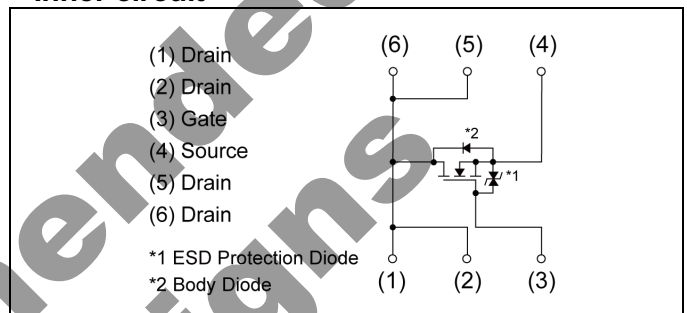 Inner circuit
(1) Drain
(2) Drain
(3) Gate
(4) Source
(5) Drain
(6) Drain
*1 ESD Protection Diode
*2 Body Diode
(6) (5) (4)
*2
*1
(1) (2) (3)